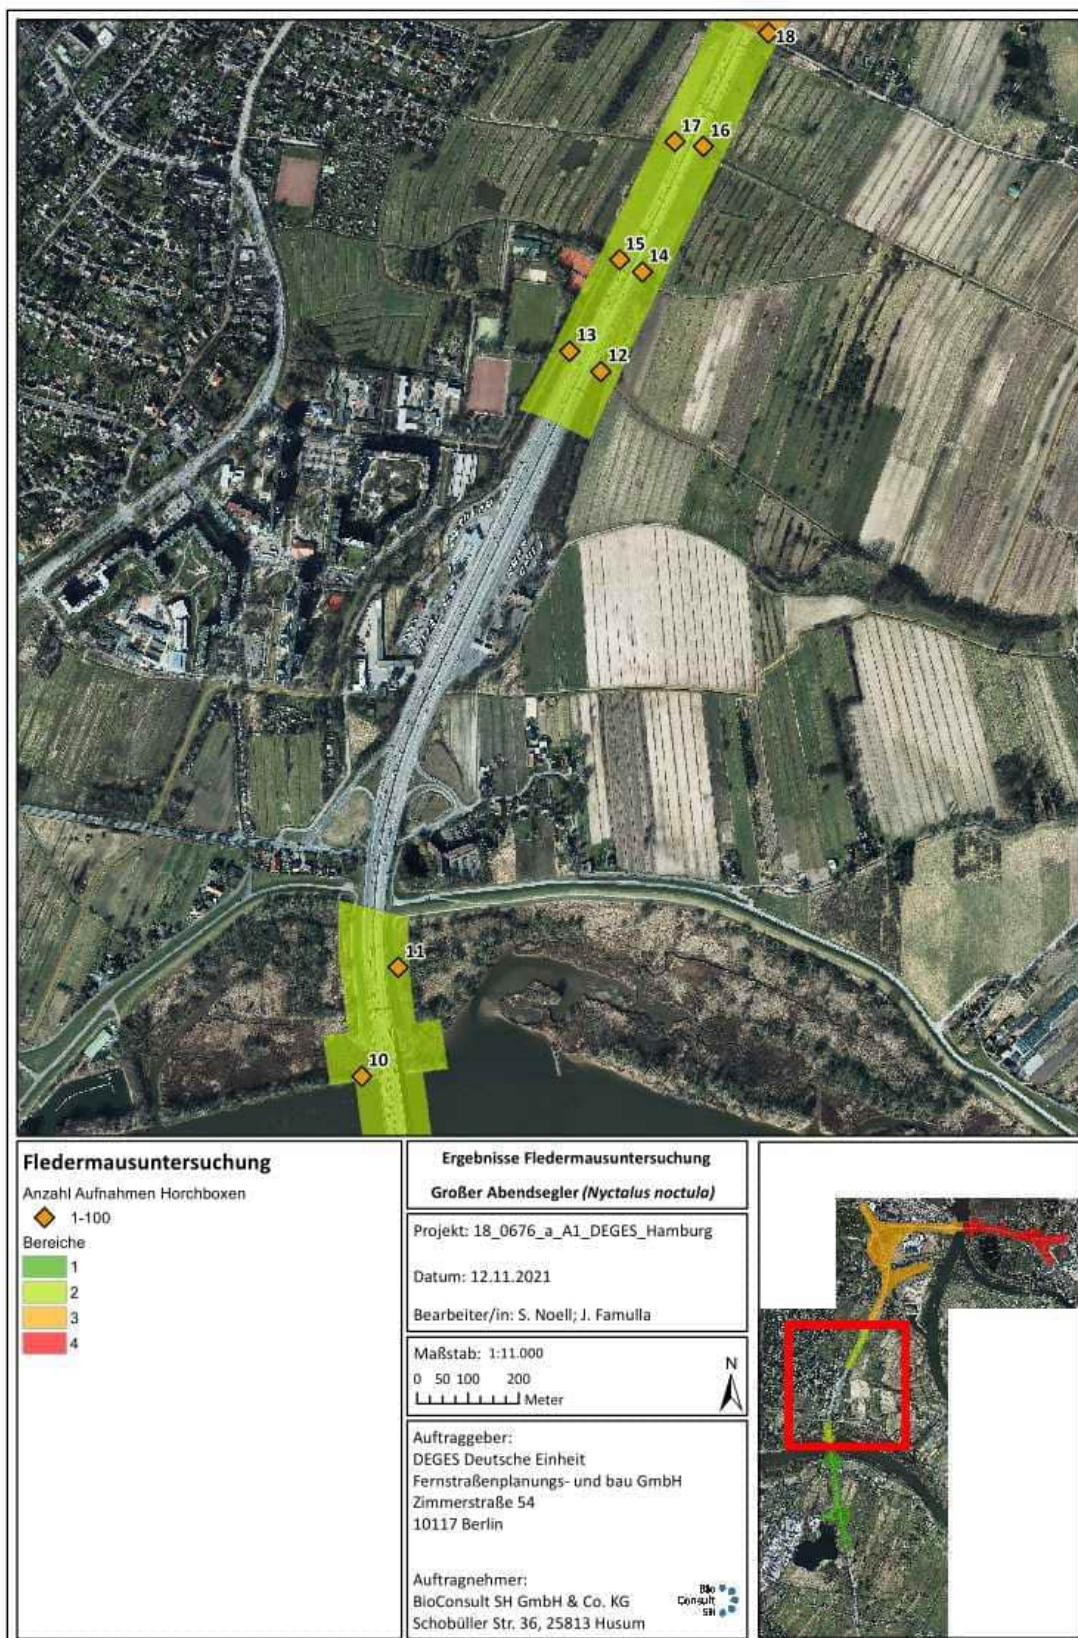 18
17
16
15
14
13
12
11
10
Fledermausuntersuchung
Anzahl Aufnahmen Horchboxen
1-100
Bereiche
1
2
3
4
Ergebnisse Fledermausuntersuchung
Großer Abendsegler (Nyctalus noctula)
Projekt: 18_0676_a_A1_DEGES_Hamburg
Datum: 12.11.2021
Bearbeiter/in: S. Noell; J. Famulla
Maßstab: 1:11.000
0 50 100 200
Meter
N
Auftraggeber:
DEGES Deutsche Einheit
Fernstraßenplanungs- und bau GmbH
Zimmerstraße 54
10117 Berlin
Auftragnehmer:
BioConsult SH GmbH & Co. KG
Schobüller Str. 36, 25813 Husum
Bio
Consult
SH